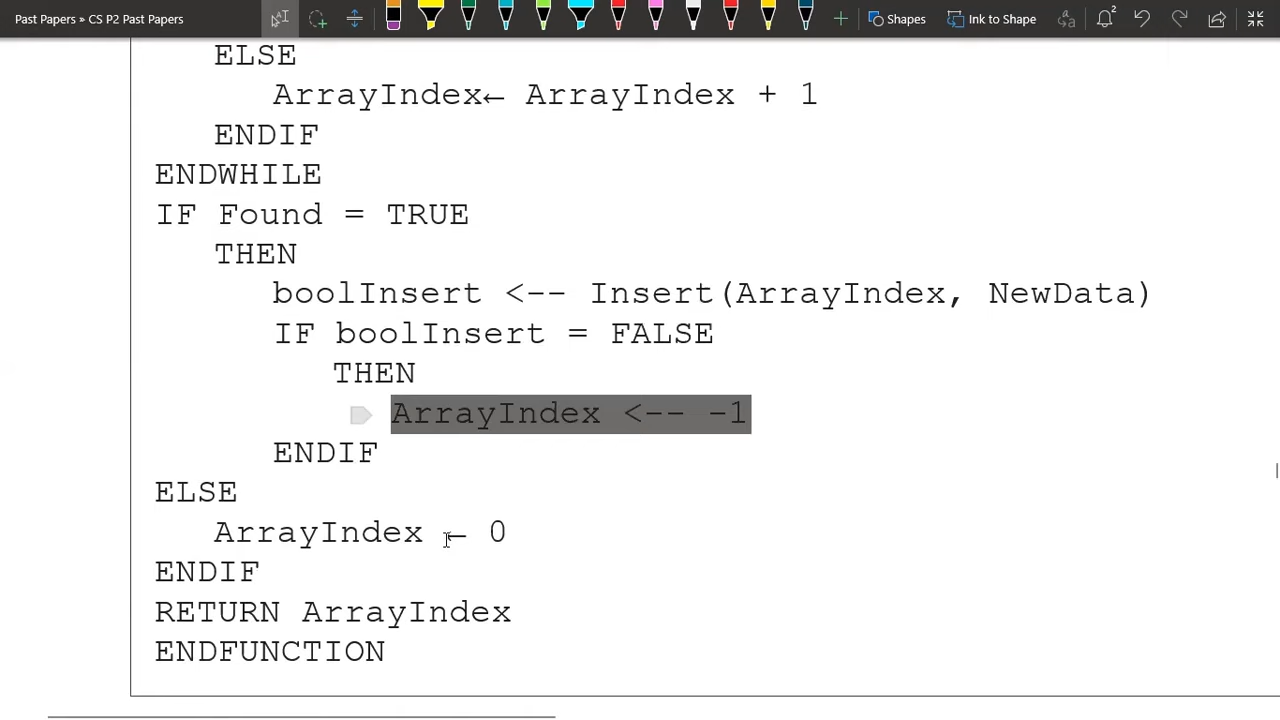 Past Papers » CS P2 Past Papers
Shapes
Ink to Shape
ELSE
ArrayIndex← ArrayIndex + 1
ENDIF
ENDWHILE
IF Found = TRUE
THEN
boolInsert <-- Insert(ArrayIndex, NewData)
IF boolInsert = FALSE
THEN
ArrayIndex <-- -1
ENDIF
ELSE
ArrayIndex ← 0
ENDIF
RETURN ArrayIndex
ENDFUNCTION